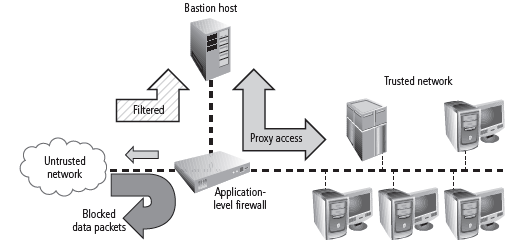 Bastion host
Trusted network
Filtered
Proxy access
Untrusted
network
Application-
level firewall
Blocked
data packets